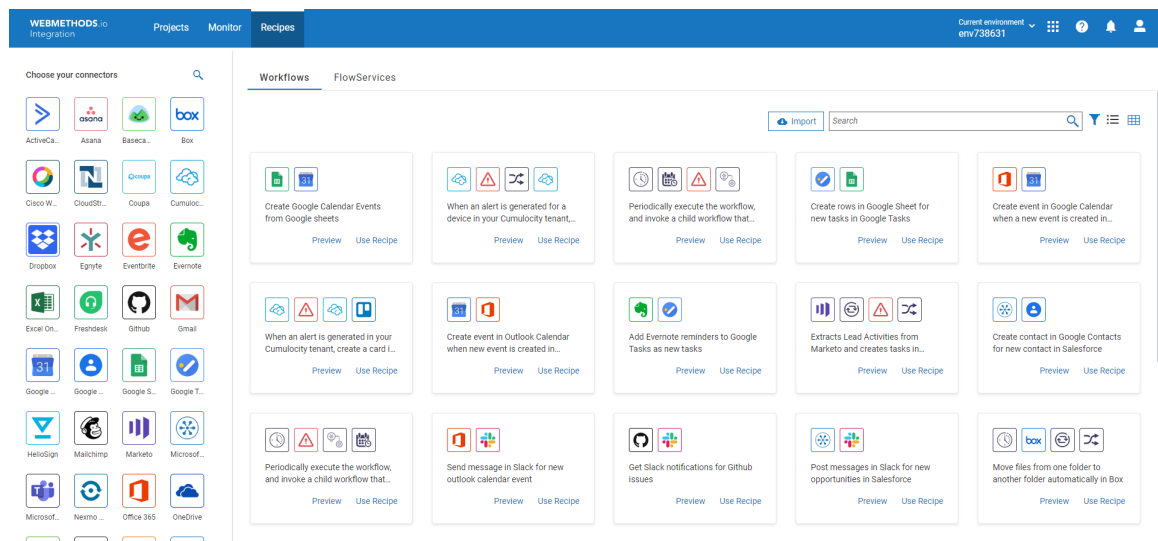 WEBMETHODS.io
Integration
Projects
Monitor
Recipes
Current environment
env738631
Choose your connectors
ActiveCa...
Asana
Baseca...
Box
Cisco W...
CloudStr...
Coupa
Cumuloc...
Dropbox
Egnyte
Eventbrite
Evernote
Excel On...
Freshdesk
Github
Gmail
Google ...
Google ...
Google S...
Google T...
HelloSign
Mailchimp
Marketo
Microsof...
Microsof...
Nexmo ...
Office 365
OneDrive
Workflows
FlowServices
Import
Search
Create Google Calendar Events
from Google sheets
Preview
Use Recipe
When an alert is generated for a
device in your Cumulocity tenant,...
Preview
Use Recipe
Periodically execute the workflow,
and invoke a child workflow that...
Preview
Use Recipe
Create rows in Google Sheet for
new tasks in Google Tasks
Preview
Use Recipe
Create event in Google Calendar
when a new event is created in...
Preview
Use Recipe
When an alert is generated in your
Cumulocity tenant, create a card i...
Preview
Use Recipe
Create event in Outlook Calendar
when new event is created in...
Preview
Use Recipe
Add Evernote reminders to Google
Tasks as new tasks
Preview
Use Recipe
Extracts Lead Activities from
Marketo and creates tasks in...
Preview
Use Recipe
Create contact in Google Contacts
for new contact in Salesforce
Preview
Use Recipe
Periodically execute the workflow,
and invoke a child workflow that...
Preview
Use Recipe
Send message in Slack for new
outlook calendar event
Preview
Use Recipe
Get Slack notifications for Github
issues
Preview
Use Recipe
Post messages in Slack for new
opportunities in Salesforce
Preview
Use Recipe
Move files from one folder to
another folder automatically in Box
Preview
Use Recipe